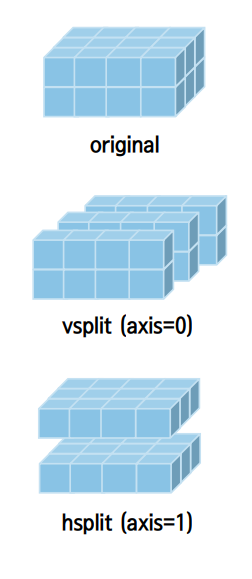 original
vsplit (axis=0)
hsplit (axis=1)